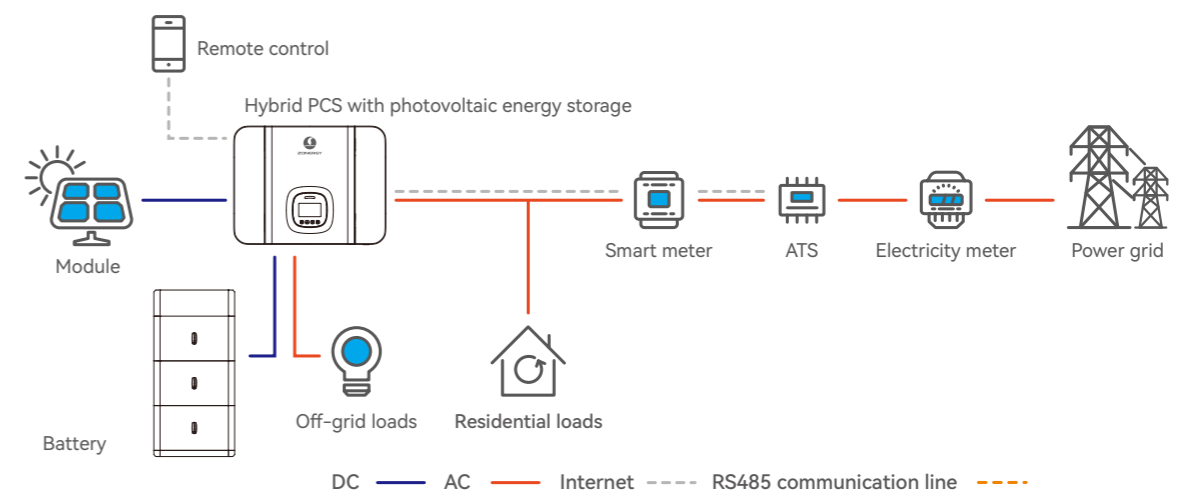 Remote control
Hybrid PCS with photovoltaic energy storage
Module
Smart meter
ATS
Electricity meter
Power grid
Battery
Off-grid loads
Residential loads
DC AC Internet RS485 communication line